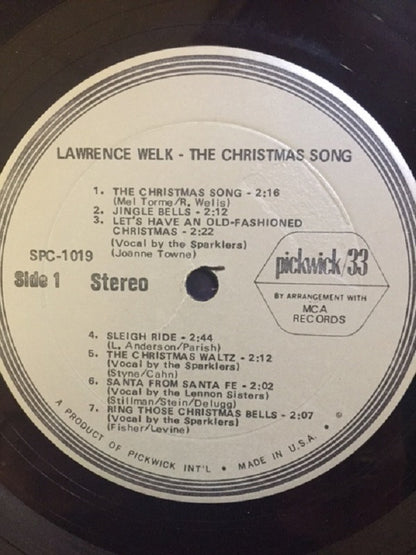 LAWRENCE WELK - THE CHRISTMAS SONG
1. THE CHRISTMAS SONG - 2:16
(Mel Torme/R. Wells)
2. JINGLE BELLS - 2:12
3. LET'S HAVE AN OLD-FASHIONED
CHRISTMAS - 2:22
(Vocal by the Sparklers)
(Joanne Towne)
SPC-1019
Side 1 Stereo
pickwick/33
BY ARRANGEMENT WITH
MCA
RECORDS
4. SLEIGH RIDE - 2:44
(L. Anderson/Parish)
5. THE CHRISTMAS WALTZ - 2:12
(Vocal by the Sparklers)
(Styne/Cahn)
6. SANTA FROM SANTA FE - 2:02
(Vocal by the Lennon Sisters)
(Stillman/Stein/Delugg)
7. RING THOSE CHRISTMAS BELLS - 2:07
(Vocal by the Sparklers)
(Fisher/Levine)
A PRODUCT OF PICKWICK INT'L • MADE IN U.S.A. • ©